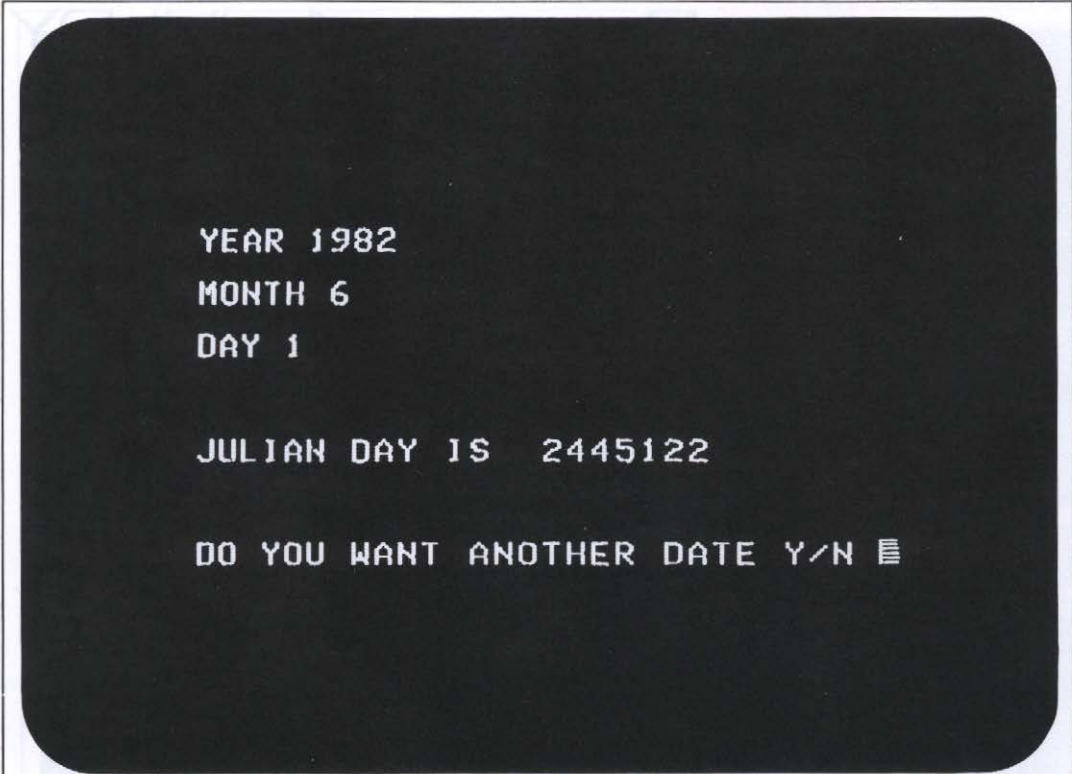 YEAR 1982
MONTH 6
DAY 1
JULIAN DAY IS 2445122
DO YOU WANT ANOTHER DATE Y/N